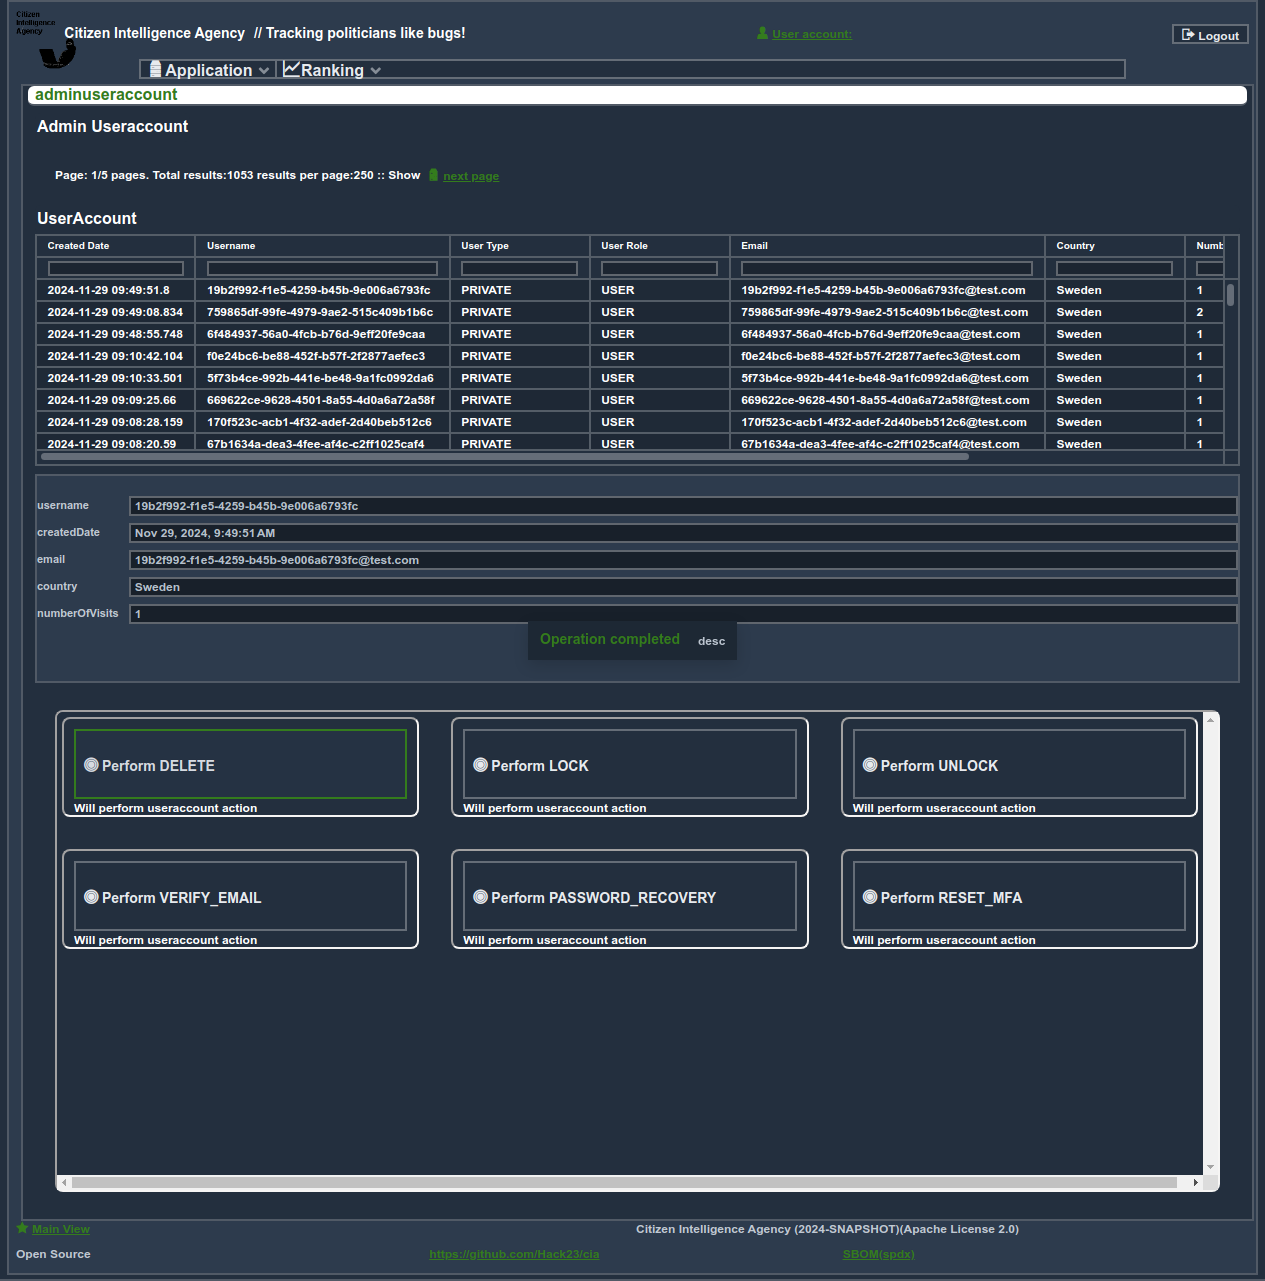 Citizen
Intelligence
Agency
Citizen Intelligence Agency // Tracking politicians like bugs!
User account:
Logout
Application
Ranking
adminuseraccount
Admin Useraccount
Page: 1/5 pages. Total results:1053 results per page:250 :: Show next page
UserAccount
Created Date Username User Type User Role Email Country Numb
2024-11-29 09:49:51.8 19b2f992-f1e5-4259-b45b-9e006a6793fc PRIVATE USER 19b2f992-f1e5-4259-b45b-9e006a6793fc@test.com Sweden 1
2024-11-29 09:49:08.834 759865df-99fe-4979-9ae2-515c409b1b6c PRIVATE USER 759865df-99fe-4979-9ae2-515c409b1b6c@test.com Sweden 2
2024-11-29 09:48:55.748 6f484937-56a0-4fcb-b76d-9eff20fe9caa PRIVATE USER 6f484937-56a0-4fcb-b76d-9eff20fe9caa@test.com Sweden 1
2024-11-29 09:10:42.104 f0e24bc6-be88-452f-b57f-2f2877aefec3 PRIVATE USER f0e24bc6-be88-452f-b57f-2f2877aefec3@test.com Sweden 1
2024-11-29 09:10:33.501 5f73b4ce-992b-441e-be48-9a1fc0992da6 PRIVATE USER 5f73b4ce-992b-441e-be48-9a1fc0992da6@test.com Sweden 1
2024-11-29 09:09:25.66 669622ce-9628-4501-8a55-4d0a6a72a58f PRIVATE USER 669622ce-9628-4501-8a55-4d0a6a72a58f@test.com Sweden 1
2024-11-29 09:08:28.159 170f523c-acb1-4f32-adef-2d40beb512c6 PRIVATE USER 170f523c-acb1-4f32-adef-2d40beb512c6@test.com Sweden 1
2024-11-29 09:08:20.59 67b1634a-dea3-4fee-af4c-c2ff1025caf4 PRIVATE USER 67b1634a-dea3-4fee-af4c-c2ff1025caf4@test.com Sweden 1
username 19b2f992-f1e5-4259-b45b-9e006a6793fc
createdDate Nov 29, 2024, 9:49:51 AM
email 19b2f992-f1e5-4259-b45b-9e006a6793fc@test.com
country Sweden
numberOfVisits 1
Operation completed desc
Perform DELETE Perform LOCK Perform UNLOCK
Will perform useraccount action Will perform useraccount action Will perform useraccount action
Perform VERIFY_EMAIL Perform PASSWORD_RECOVERY Perform RESET_MFA
Will perform useraccount action Will perform useraccount action Will perform useraccount action
Main View Citizen Intelligence Agency (2024-SNAPSHOT)(Apache License 2.0)
Open Source https://github.com/Hack23/cia SBOM(spdx)